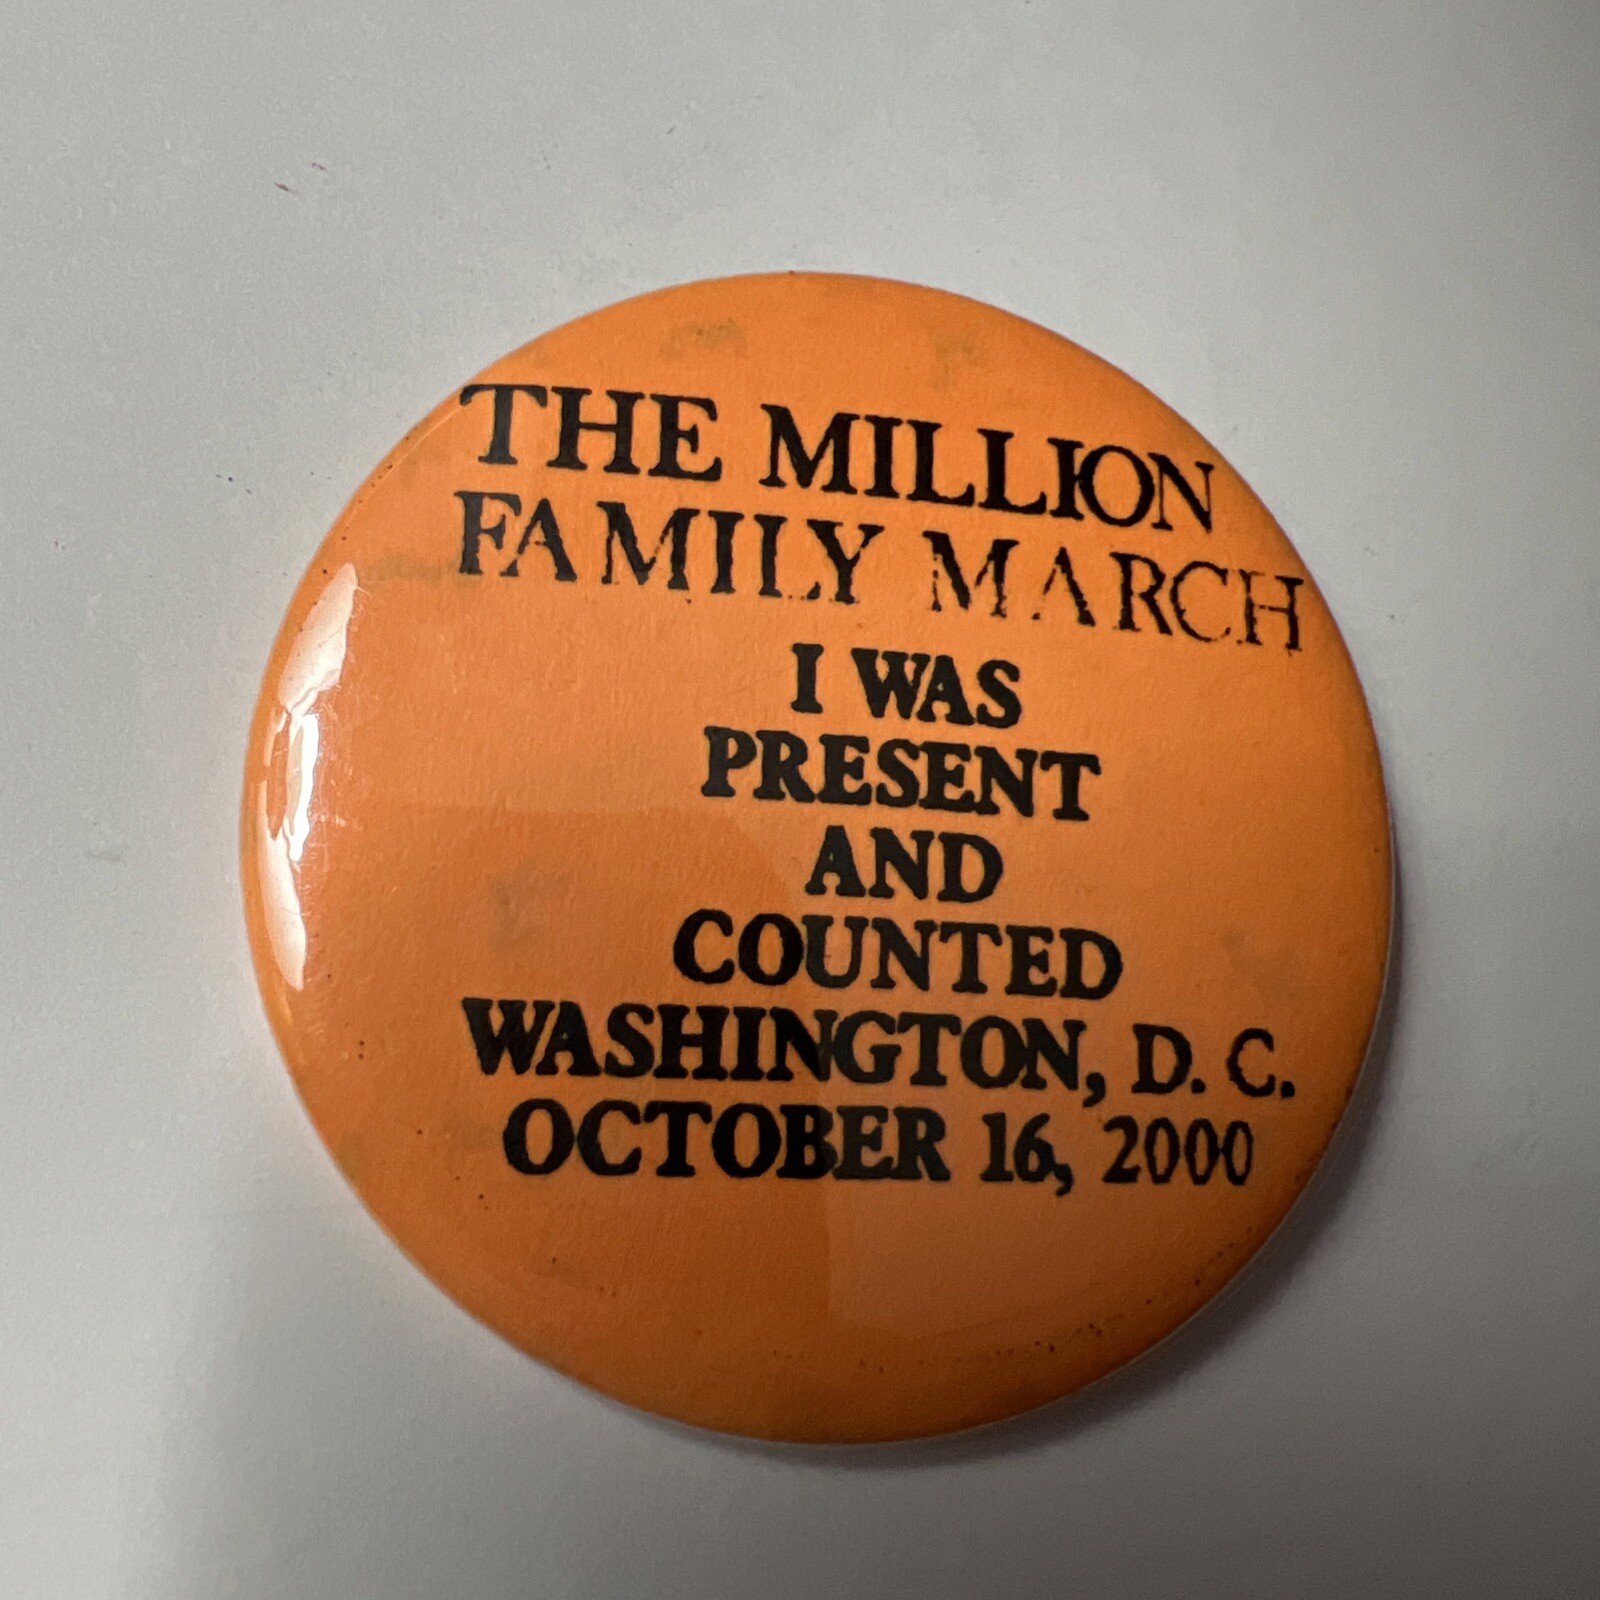 THE MILLION
FAMILY MARCH
I WAS
PRESENT
AND
COUNTED
WASHINGTON, D. C.
OCTOBER 16, 2000